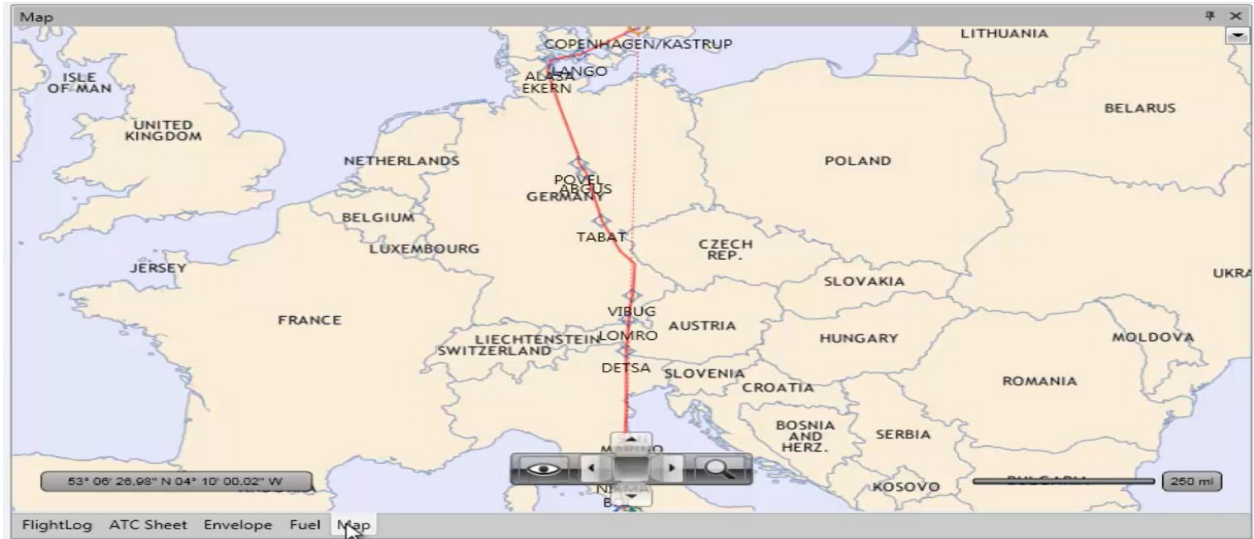 Map
COPENHAGEN/KASTRUP
LITHUANIA
ISLE
OF MAN
LANGO
ALASA
EKERN
BELARUS
UNITED
KINGDOM
NETHERLANDS
POLAND
POVEL
ABGUS
GERMANY
BELGIUM
TABAT
LUXEMBOURG
CZECH
REP.
JERSEY
UKRA
SLOVAKIA
FRANCE
VIBUG
AUSTRIA
LIECHTENSTEIN
LOMRO
HUNGARY
MOLDOVA
SWITZERLAND
DETSA
SLOVENIA
CROATIA
ROMANIA
BOSNIA
AND
HERZ.
SERBIA
53° 06' 26,98" N 04° 10' 00.02" W
KOSOVO
BULGARIA
250 mi
FlightLog ATC Sheet Envelope Fuel Map